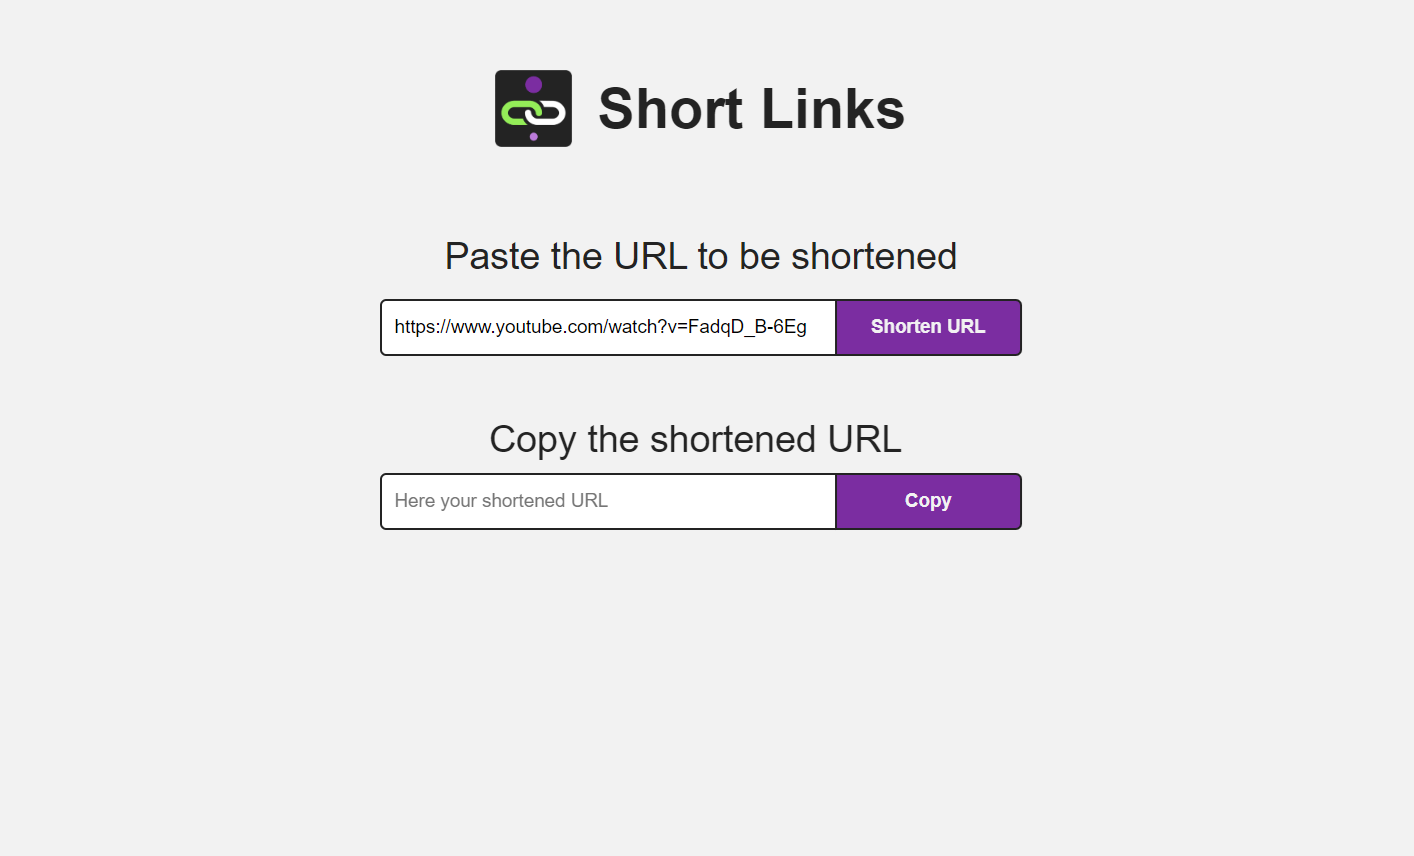 Short Links
Paste the URL to be shortened
https://www.youtube.com/watch?v=FadqD_B-6Eg Shorten URL
Copy the shortened URL
Here your shortened URL Copy